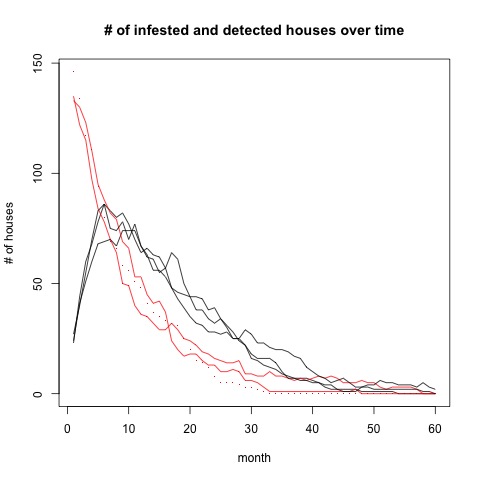 # of infested and detected houses over time
# of houses
150
100
50
0
0 10 20 30 40 50 60
month